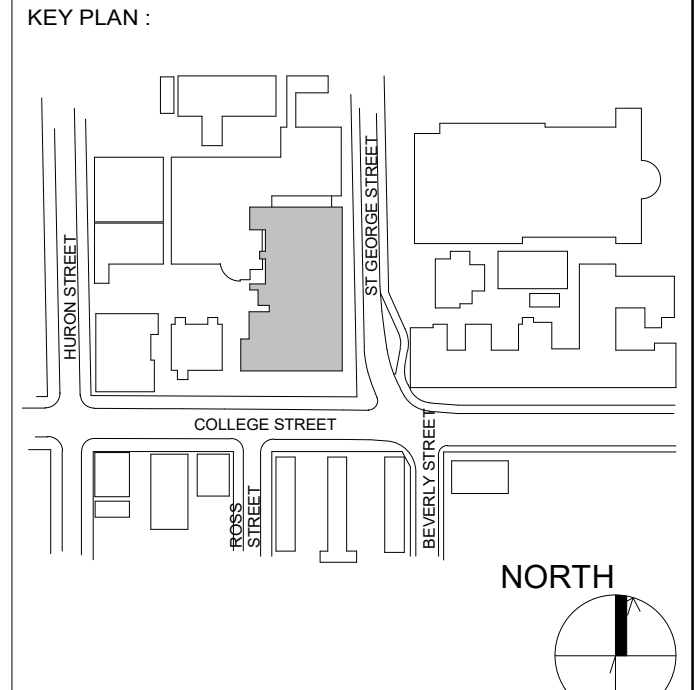 KEY PLAN :
HURON STREET
ST GEORGE STREET
COLLEGE STREET
ROSS
STREET
BEVERLY STREET
NORTH